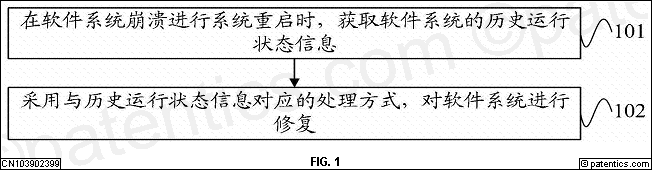 在软件系统崩溃进行系统重启时，获取软件系统的历史运行
状态信息
101
采用与历史运行状态信息对应的处理方式，对软件系统进行
修复
102
CN103902399
FIG. 1
© patentics.com
© patentics.com